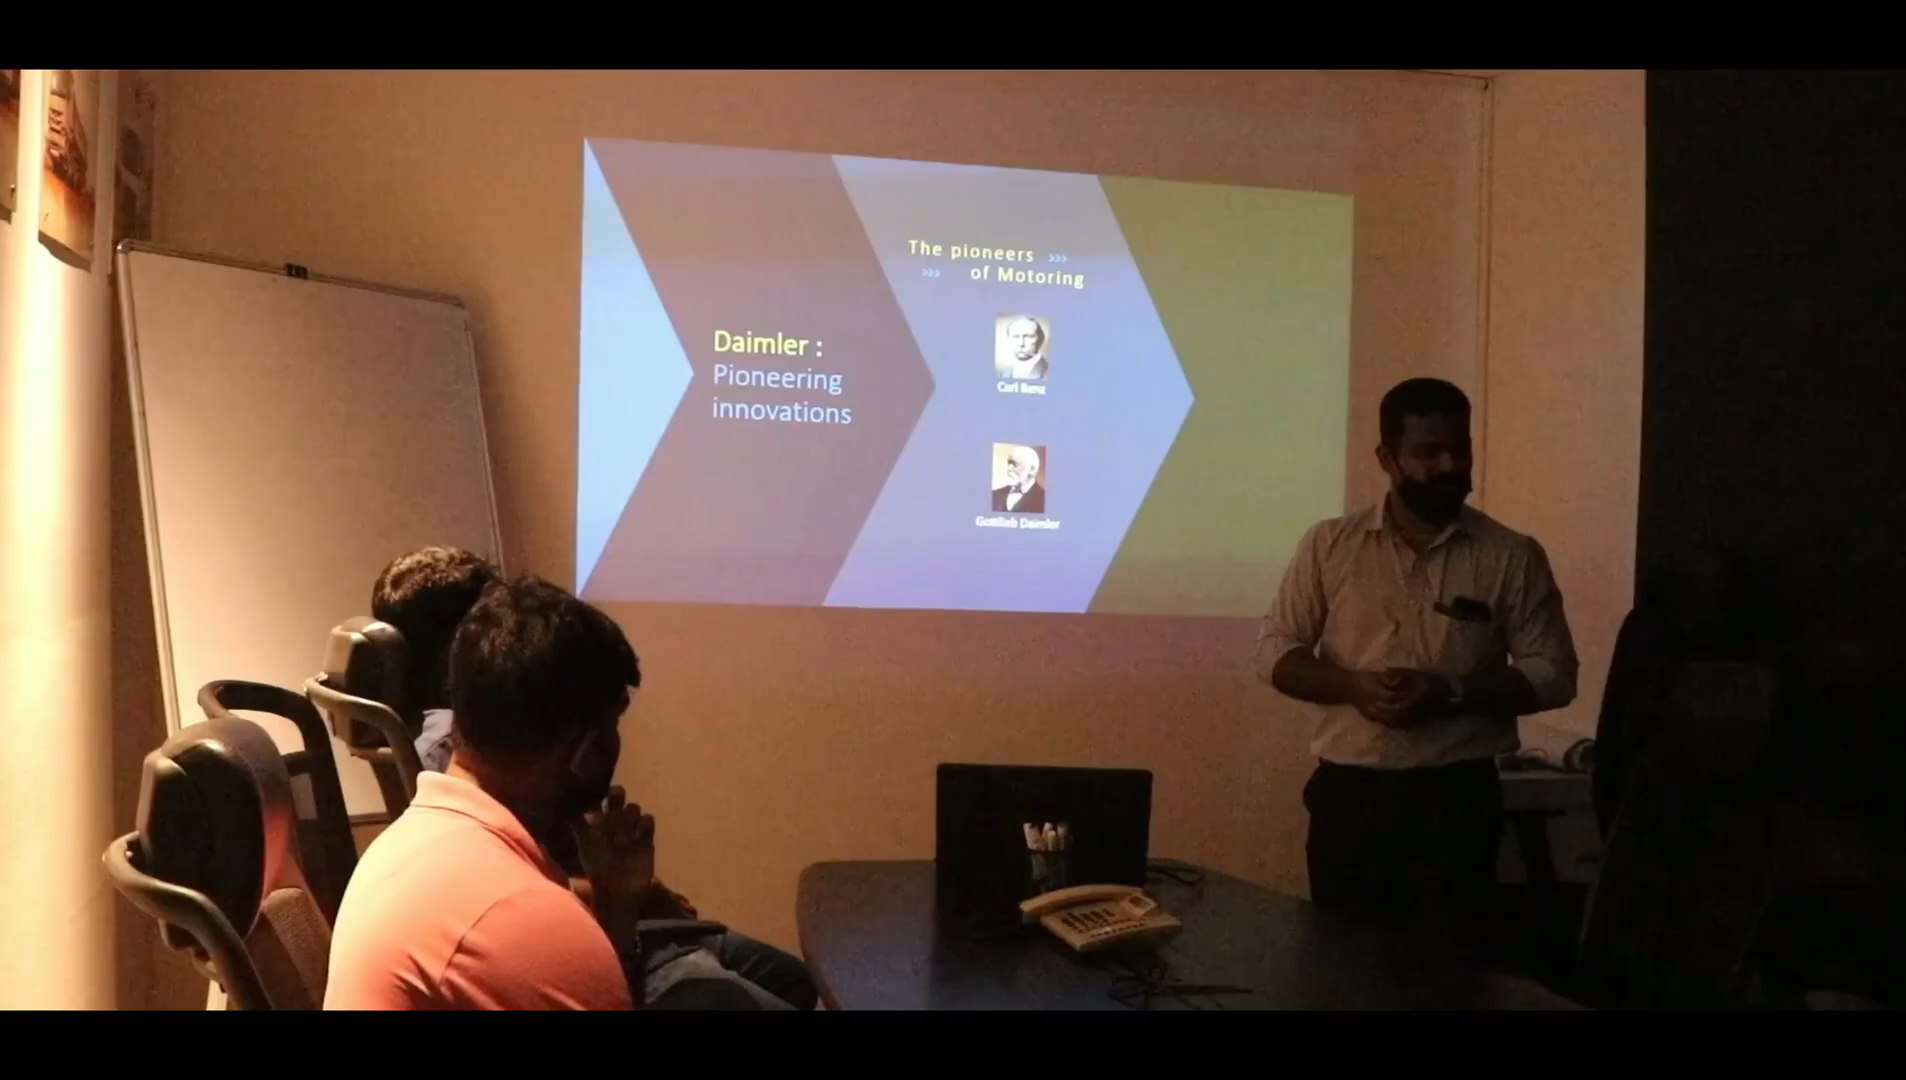 The pioneers >>>
>>> of Motoring
Daimler :
Pioneering
innovations
Carl Benz
Gottlieb Daimler